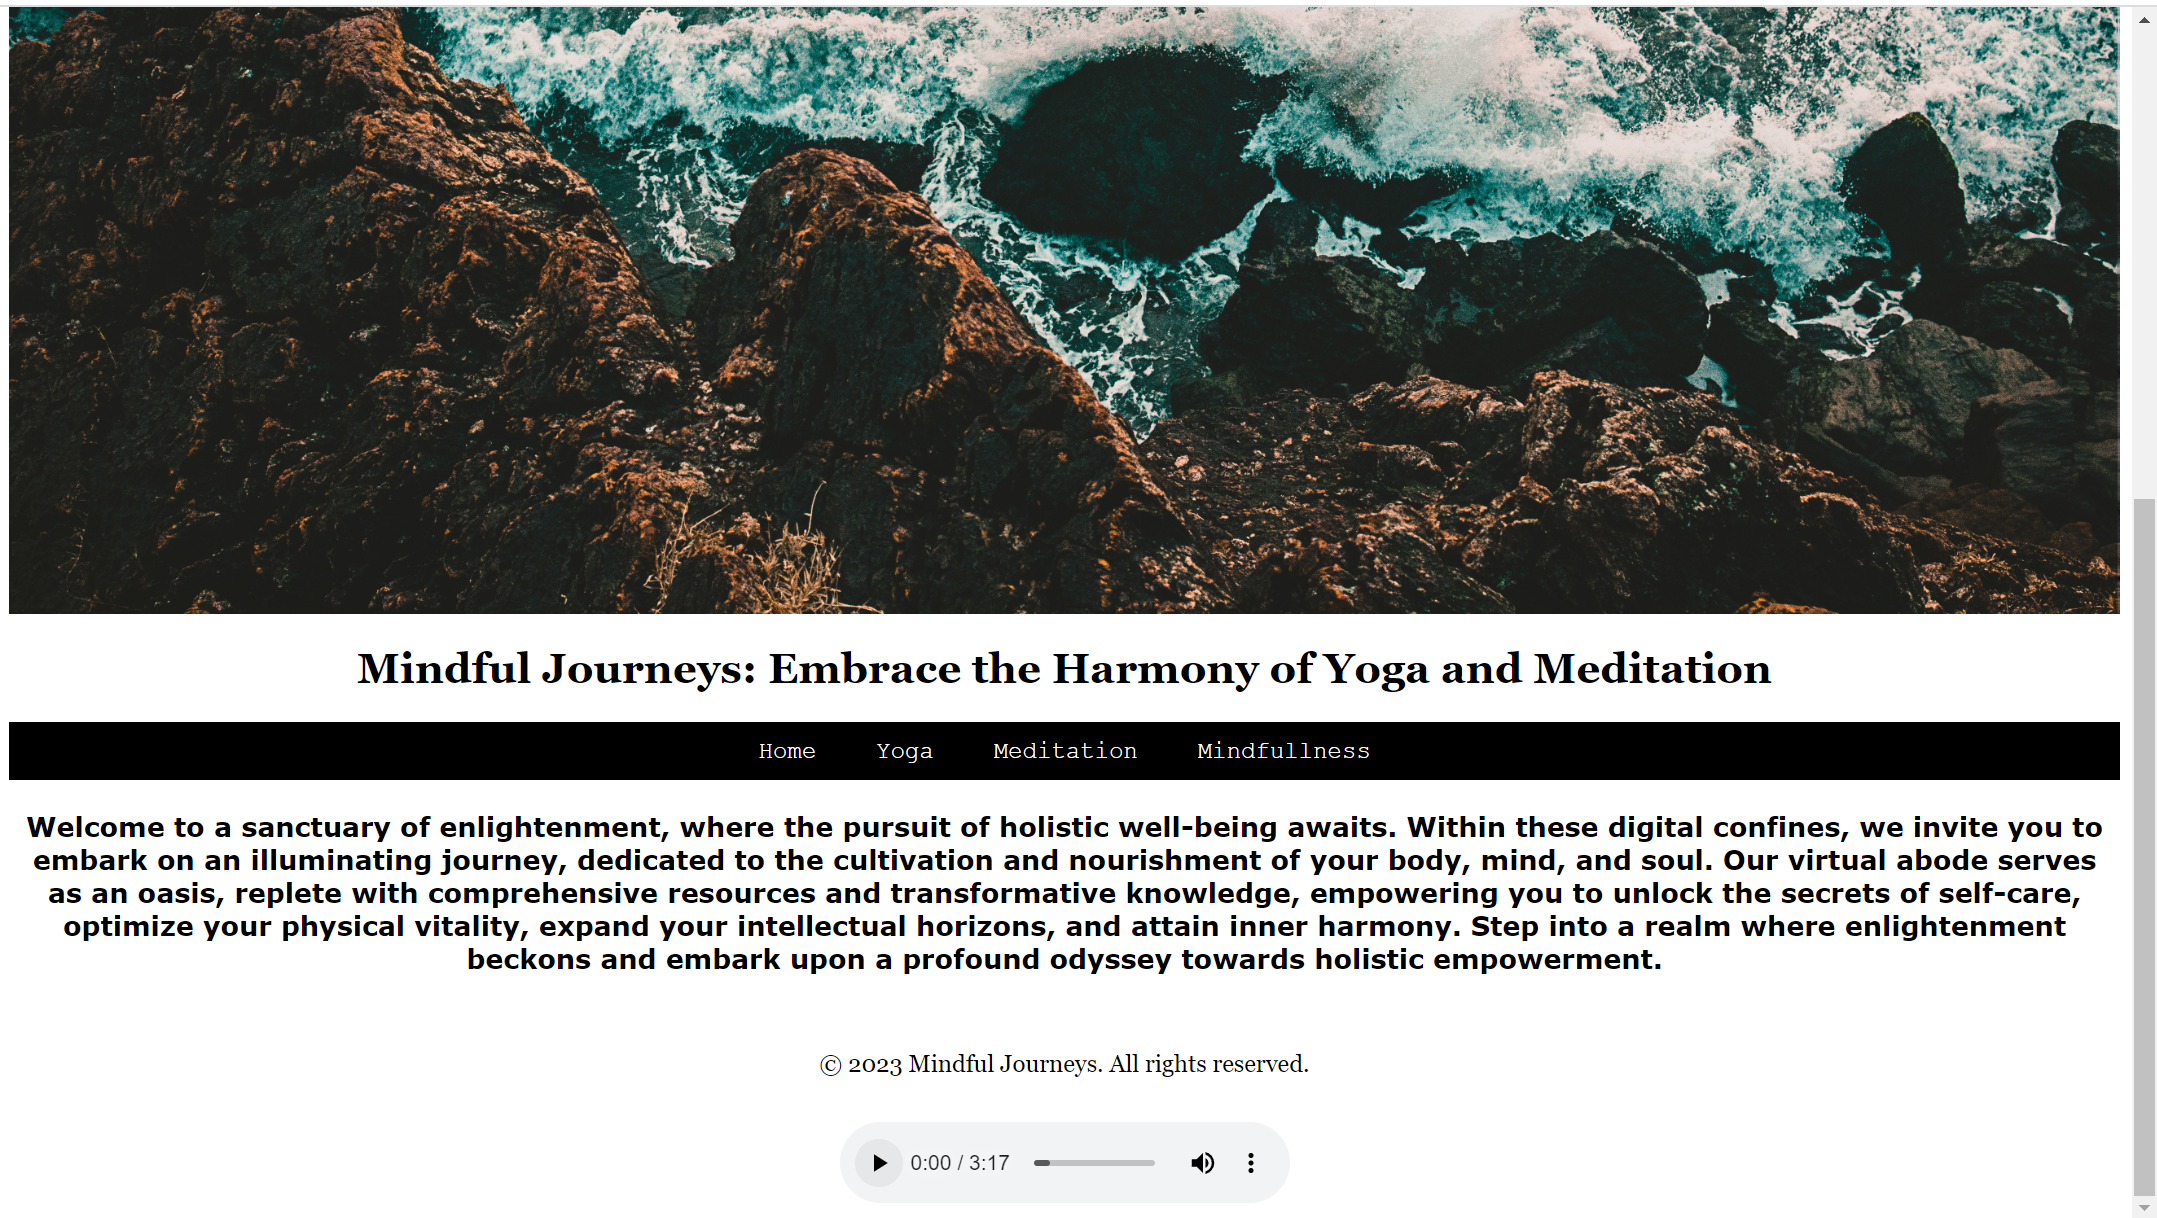 Mindful Journeys: Embrace the Harmony of Yoga and Meditation
Home Yoga Meditation Mindfullness
Welcome to a sanctuary of enlightenment, where the pursuit of holistic well-being awaits. Within these digital confines, we invite you to
embark on an illuminating journey, dedicated to the cultivation and nourishment of your body, mind, and soul. Our virtual abode serves
as an oasis, replete with comprehensive resources and transformative knowledge, empowering you to unlock the secrets of self-care,
optimize your physical vitality, expand your intellectual horizons, and attain inner harmony. Step into a realm where enlightenment
beckons and embark upon a profound odyssey towards holistic empowerment.
© 2023 Mindful Journeys. All rights reserved.
0:00 / 3:17